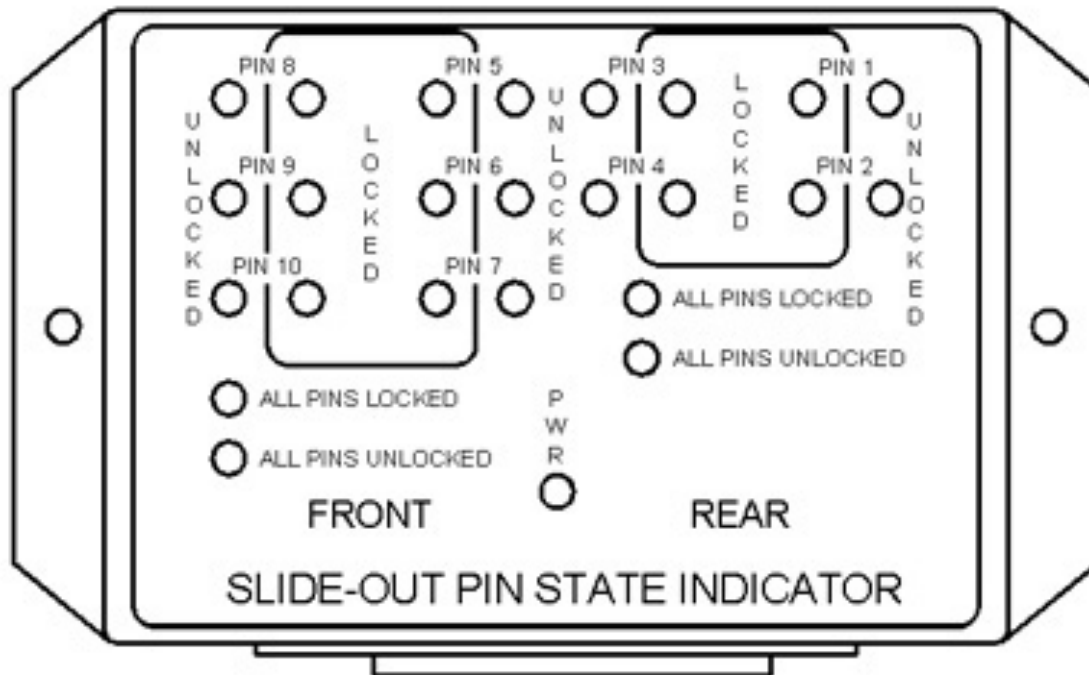 PIN 8
PIN 5
PIN 3
PIN 1
UNLOCKED
LOCKED
UNLOCKED
LOCKED
UNLOCKED
PIN 9
PIN 6
PIN 4
PIN 2
PIN 10
PIN 7
ALL PINS LOCKED
ALL PINS UNLOCKED
ALL PINS LOCKED
ALL PINS UNLOCKED
PWR
FRONT
REAR
SLIDE-OUT PIN STATE INDICATOR